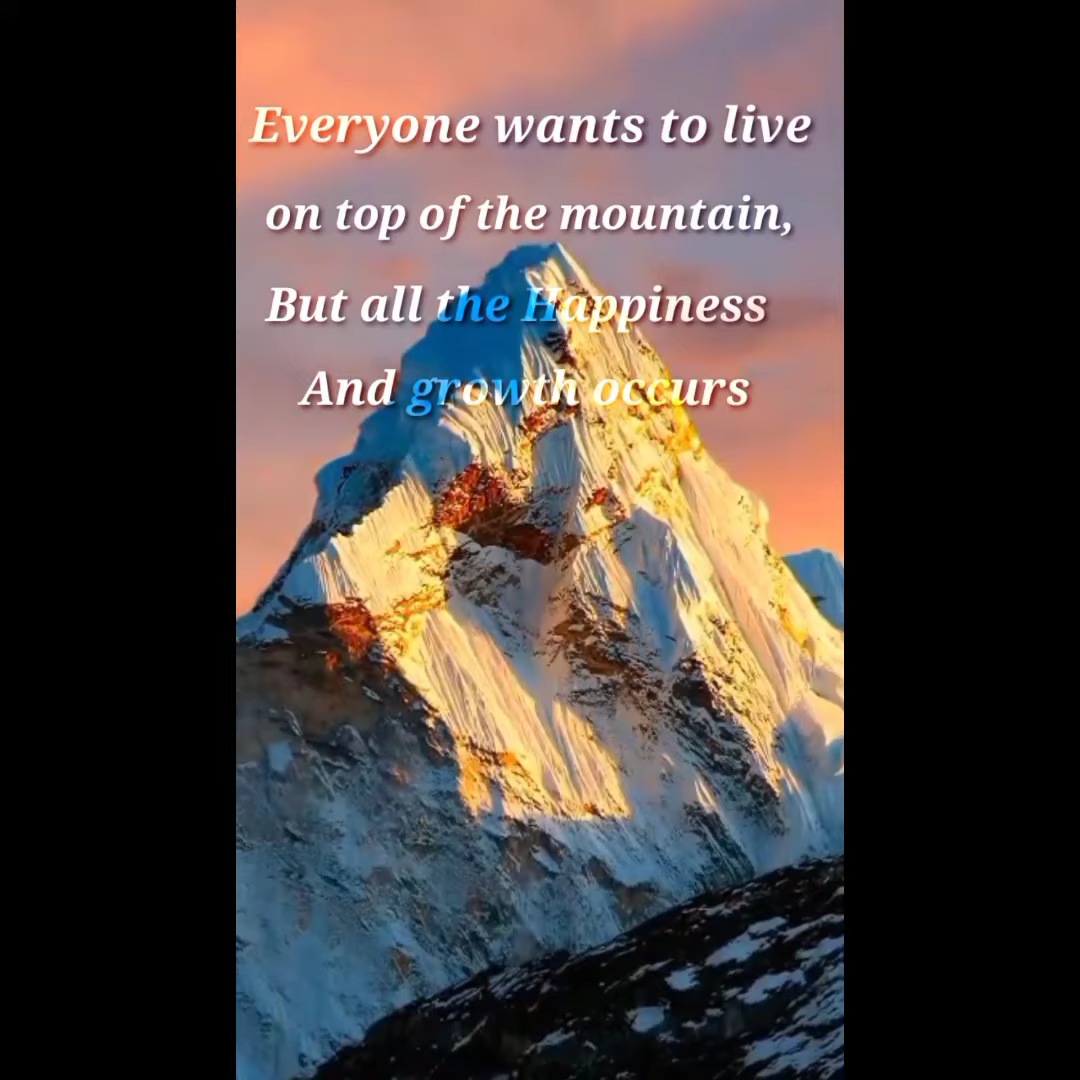 Everyone wants to live
on top of the mountain,
But all the Happiness
And growth occurs